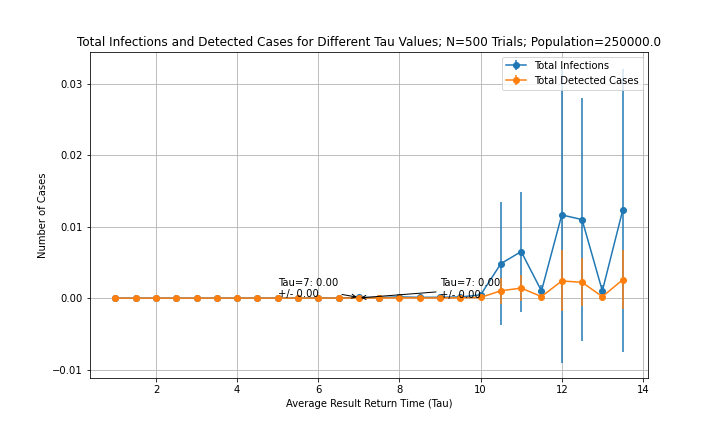 Total Infections and Detected Cases for Different Tau Values; N=500 Trials; Population=250000.0
Total Infections
Total Detected Cases
Number of Cases
0.03
0.02
0.01
0.00
−0.01
Tau=7: 0.00
+/- 0.00
Tau=7: 0.00
+/- 0.00
2
4
6
8
10
12
14
Average Result Return Time (Tau)